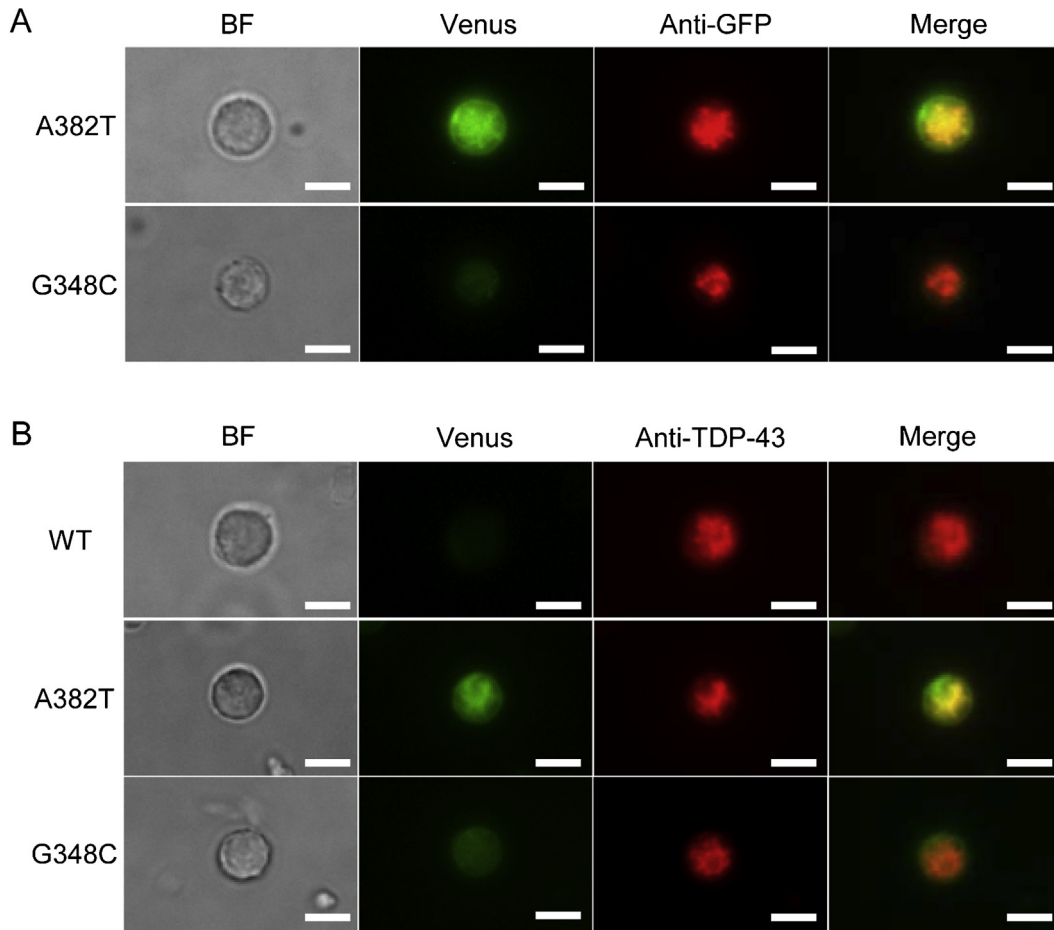 A
BF Venus Anti-GFP Merge
A382T
G348C
B
BF Venus Anti-TDP-43 Merge
WT
A382T
G348C